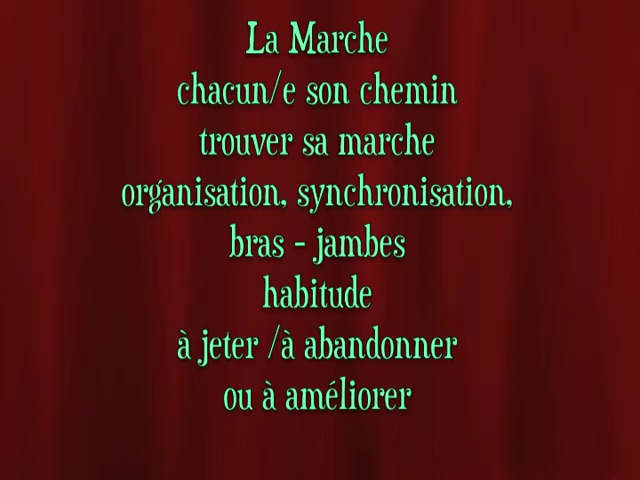 La Marche
chacun/e son chemin
trouver sa marche
organisation, synchronisation,
bras - jambes
habitude
à jeter /à abandonner
ou à améliorer